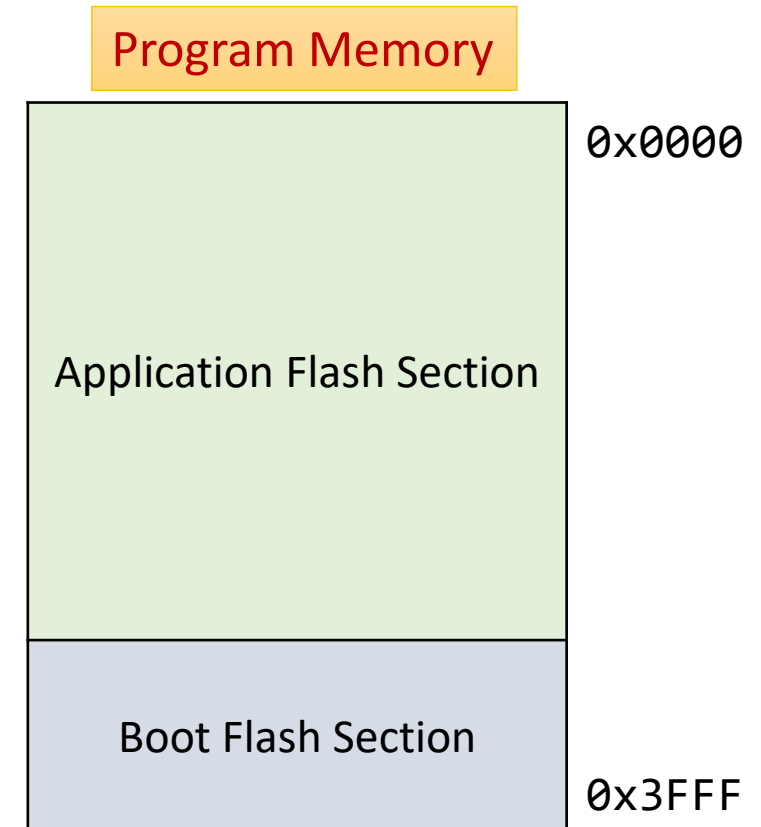 Program Memory
0x0000
Application Flash Section
Boot Flash Section
0x3FFF